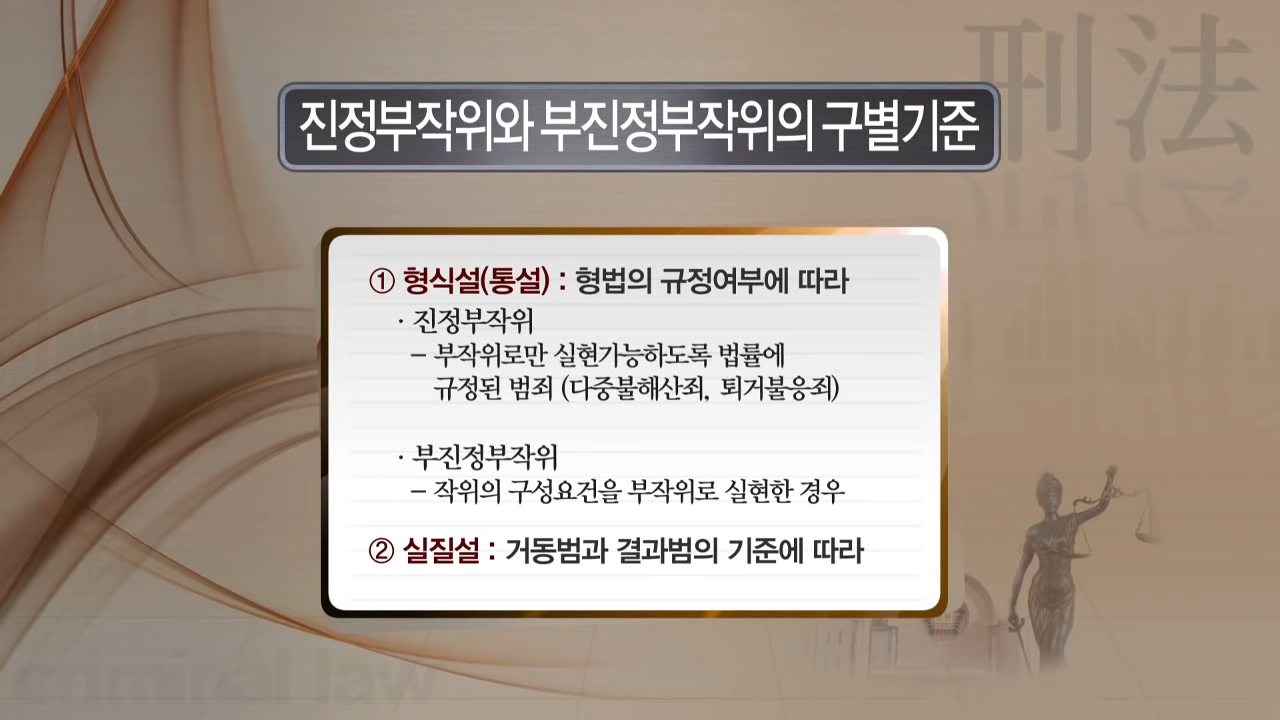 刑法
진정부작위와 부진정부작위의 구별기준
① 형식설(통설) : 형법의 규정여부에 따라
· 진정부작위
– 부작위로만 실현가능하도록 법률에
규정된 범죄 (다중불해산죄, 퇴거불응죄)
· 부진정부작위
– 작위의 구성요건을 부작위로 실현한 경우
② 실질설 : 거동범과 결과범의 기준에 따라
criminal law